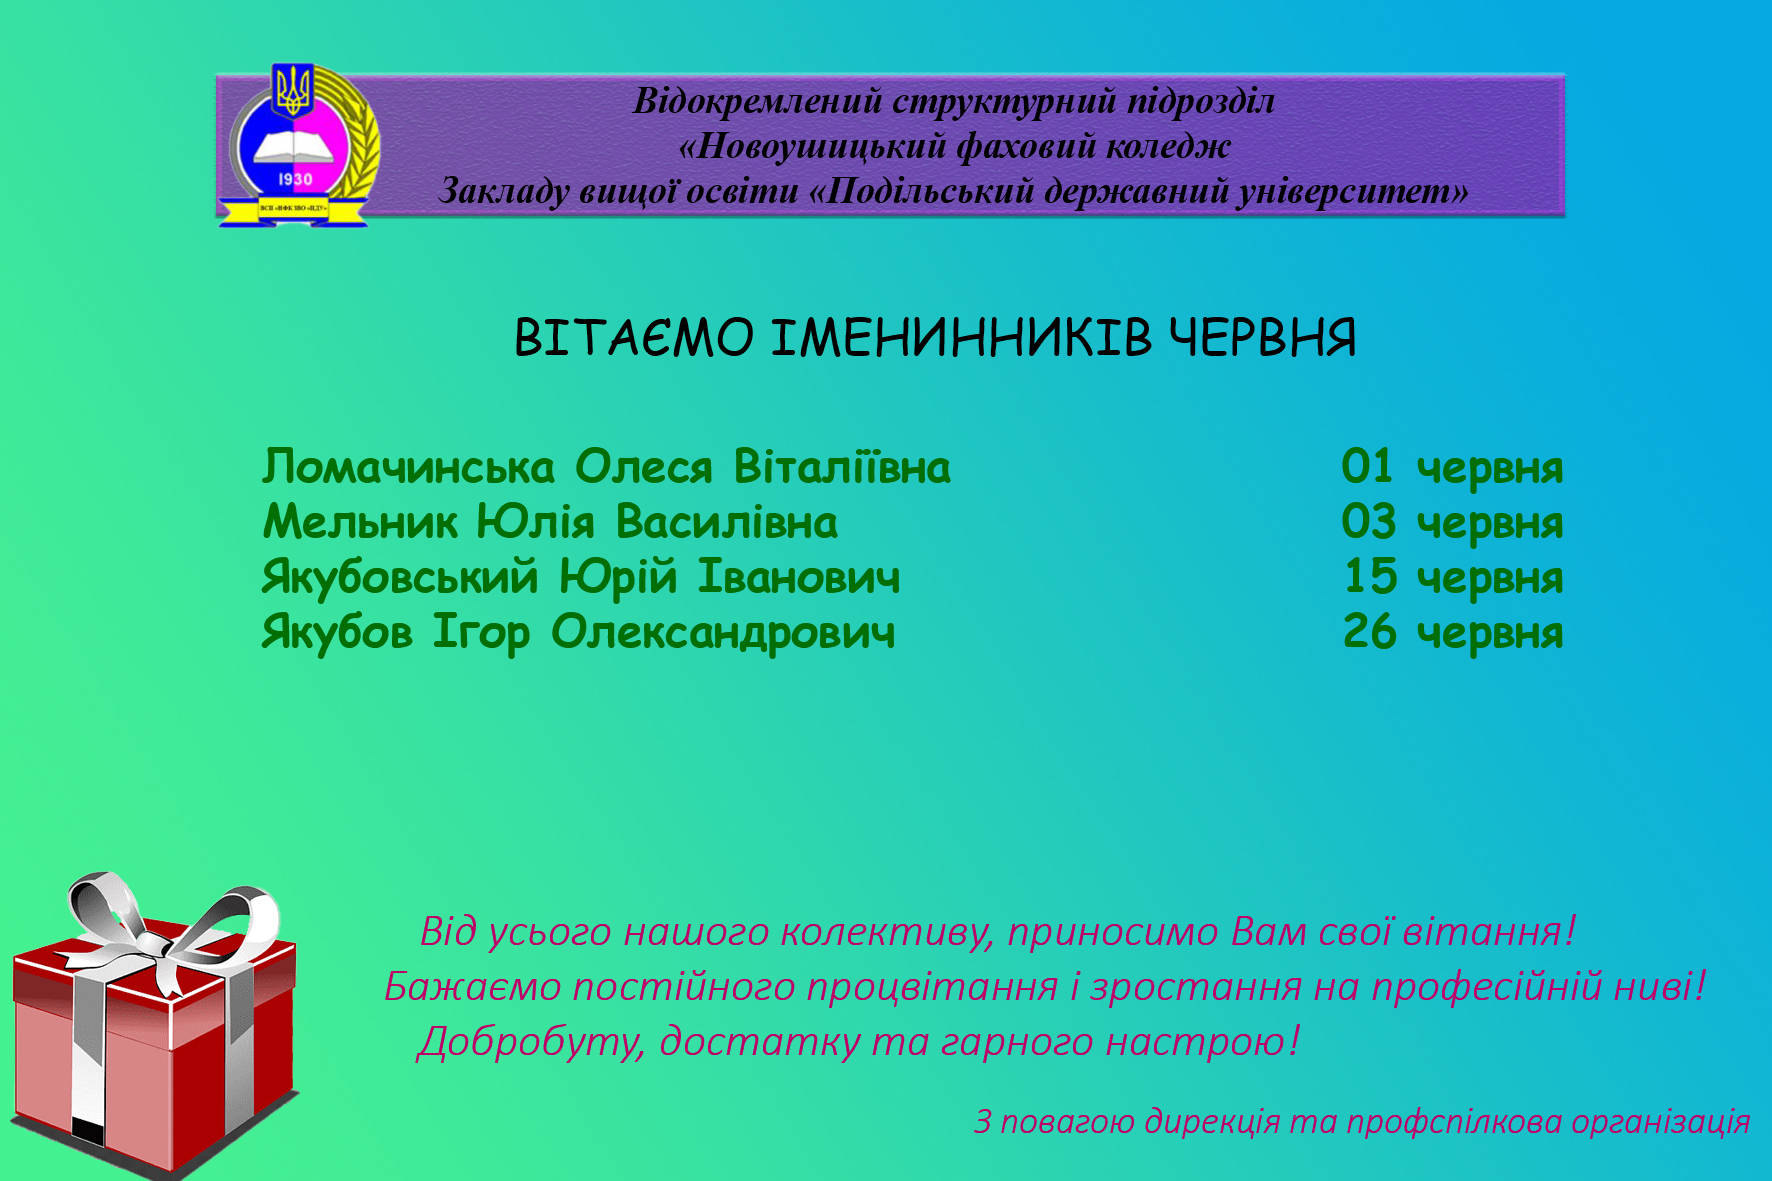 Відокремлений структурний підрозділ
«Новоушицький фаховий коледж
Закладу вищої освіти «Подільський державний університет»
1930
ВСП «НФК ЗВО «ПДУ»
ВІТАЄМО ІМЕНИННИКІВ ЧЕРВНЯ
Ломачинська Олеся Віталіївна 01 червня
Мельник Юлія Василівна 03 червня
Якубовський Юрій Іванович 15 червня
Якубов Ігор Олександрович 26 червня
Від усього нашого колективу, приносимо Вам свої вітання!
Бажаємо постійного процвітання і зростання на професійній ниві!
Добробуту, достатку та гарного настрою!
З повагою дирекція та профспілкова організація